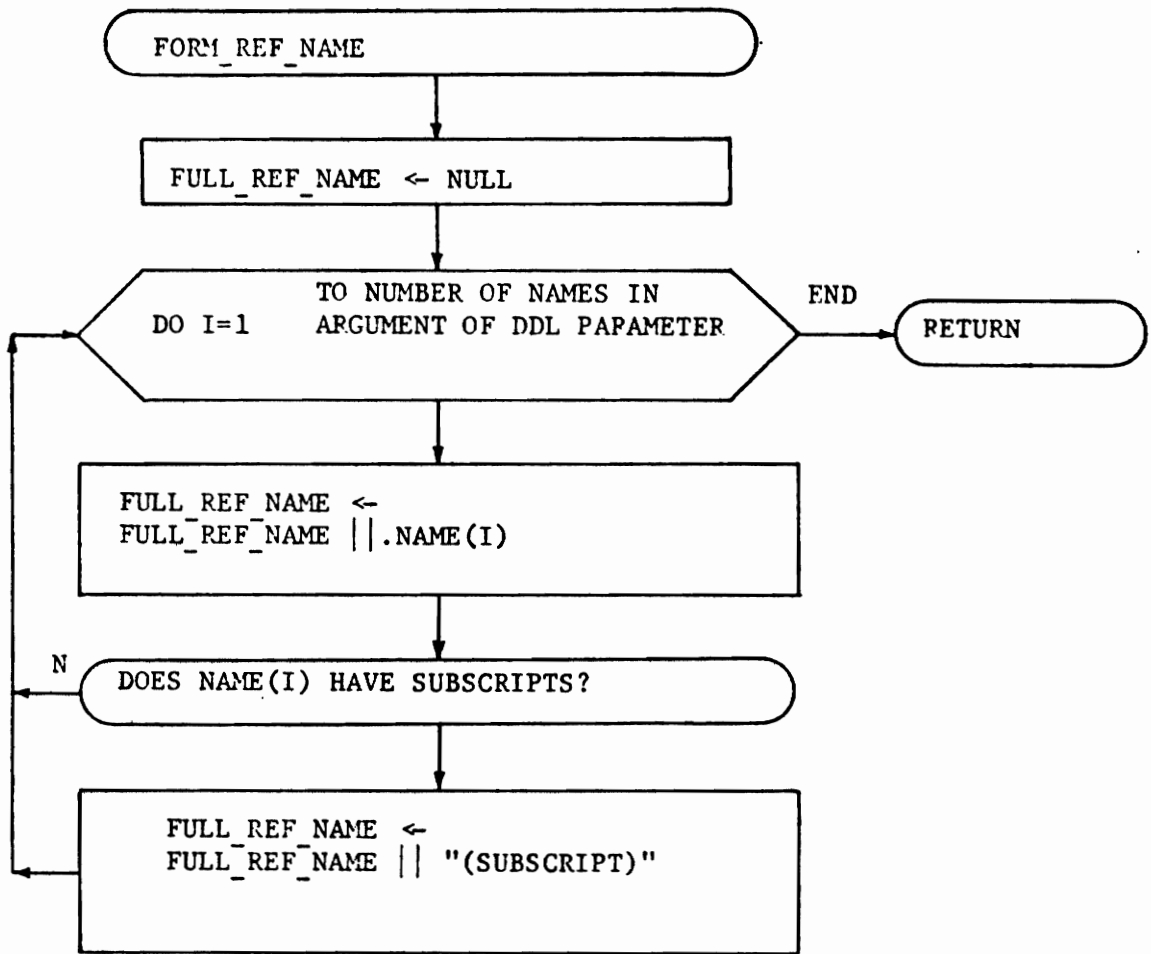 FORM_REF_NAME
FULL_REF_NAME <- NULL
TO NUMBER OF NAMES IN
DO I=1 ARGUMENT OF DDL PAPAMETER
END
RETURN
FULL_REF_NAME <-
FULL_REF_NAME ||.NAME(I)
N
DOES NAME(I) HAVE SUBSCRIPTS?
FULL_REF_NAME <-
FULL_REF_NAME || "(SUBSCRIPT)"